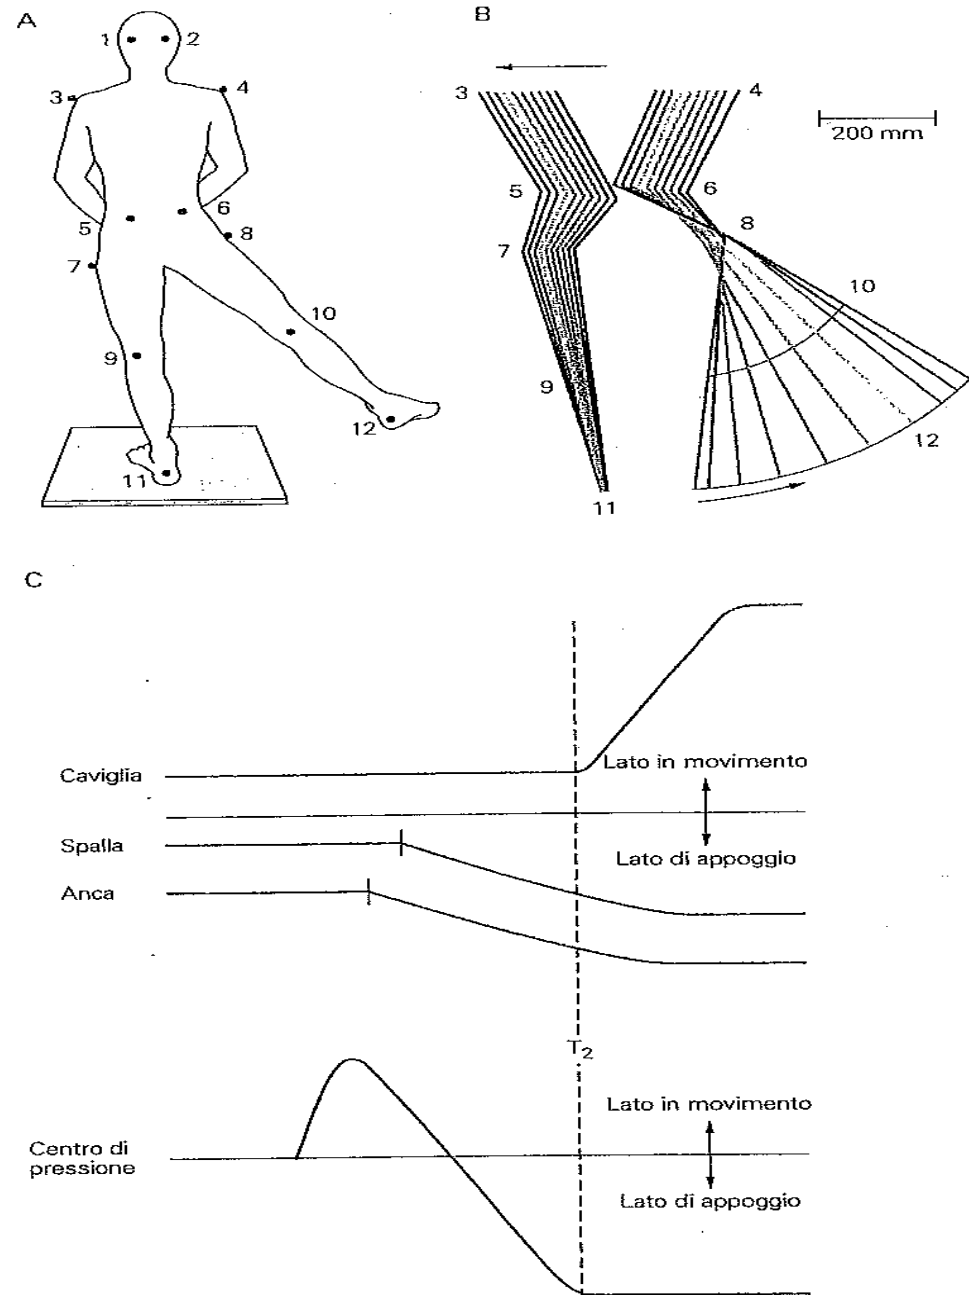 A
B
1
2
3
4
5
6
7
8
9
10
11
12
3
4
200 mm
5
6
7
8
9
10
11
12
C
Caviglia
Lato in movimento
Spalla
Lato di appoggio
Anca
T2
Lato in movimento
Centro di
pressione
Lato di appoggio